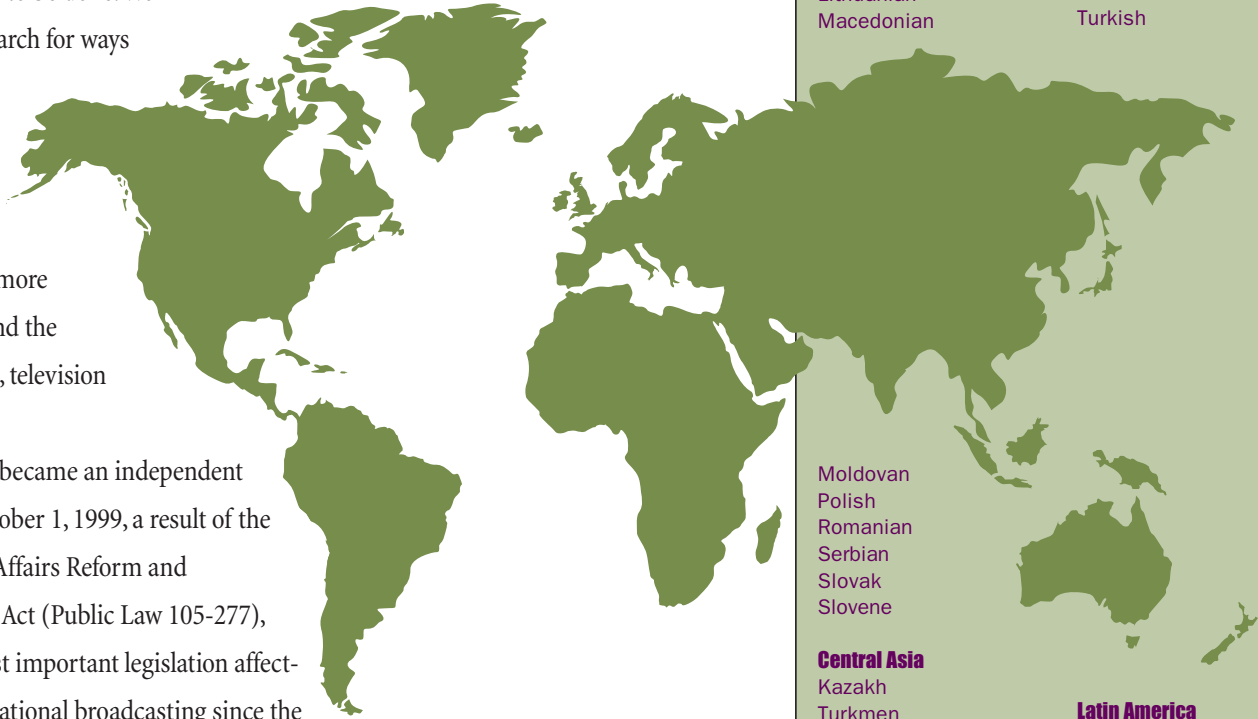 arch for ways
more
nd the
, television
became an independent
ober 1, 1999, a result of the
Affairs Reform and
Act (Public Law 105-277),
st important legislation affect-
ational broadcasting since the
Macedonian
Moldovan
Polish
Romanian
Serbian
Slovak
Slovene
Central Asia
Kazakh
Turkmen
Turkish
Latin America